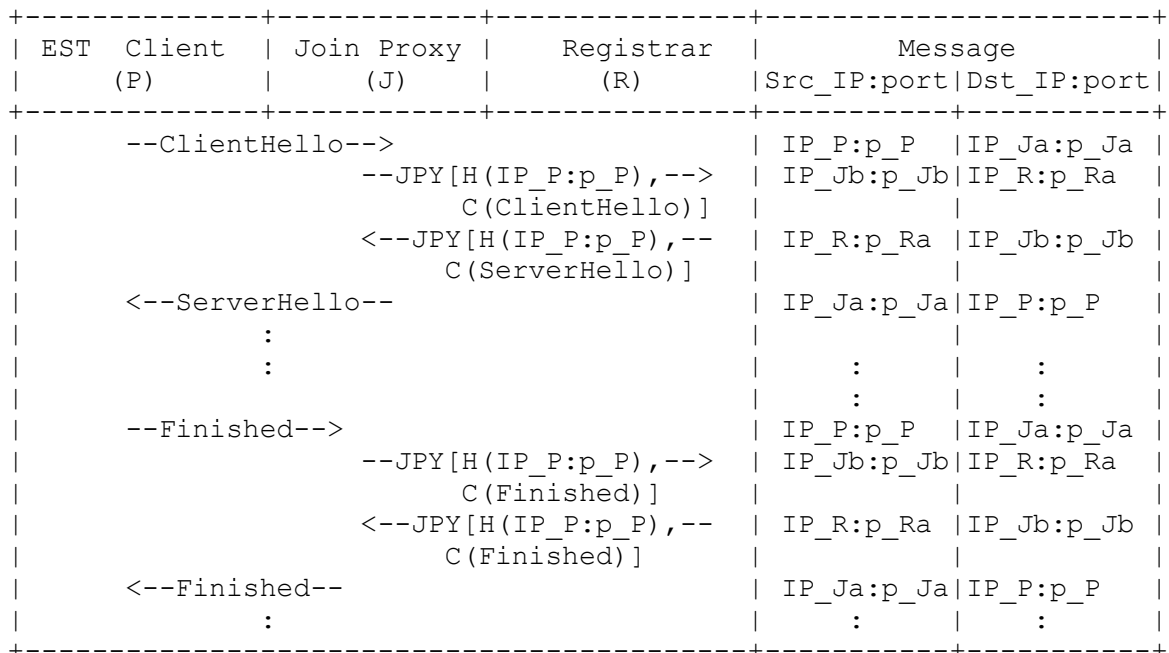 +--------------+------------+---------------+-----------------------+
| EST  Client  | Join Proxy |    Registrar  |        Message        |
|     (P)      |     (J)    |      (R)      |Src_IP:port|Dst_IP:port|
+--------------+------------+---------------+-----------+-----------+
|      --ClientHello-->                     | IP_P:p_P  |IP_Ja:p_Ja |
|                    --JPY[H(IP_P:p_P),-->  | IP_Jb:p_Jb|IP_R:p_Ra  |
|                          C(ClientHello)]  |           |           |
|                    <--JPY[H(IP_P:p_P),--  | IP_R:p_Ra |IP_Jb:p_Jb |
|                         C(ServerHello)]   |           |           |
|      <--ServerHello--                     | IP_Ja:p_Ja|IP_P:p_P   |
|              :                            |           |           |
|              :                            |     :     |    :      |
|                                           |     :     |    :      |
|      --Finished-->                        | IP_P:p_P  |IP_Ja:p_Ja |
|                    --JPY[H(IP_P:p_P),-->  | IP_Jb:p_Jb|IP_R:p_Ra  |
|                          C(Finished)]     |           |           |
|                    <--JPY[H(IP_P:p_P),--  | IP_R:p_Ra |IP_Jb:p_Jb |
|                         C(Finished)]      |           |           |
|      <--Finished--                        | IP_Ja:p_Ja|IP_P:p_P   |
|              :                            |     :     |    :      |
+-------------------------------------------+-----------+-----------+